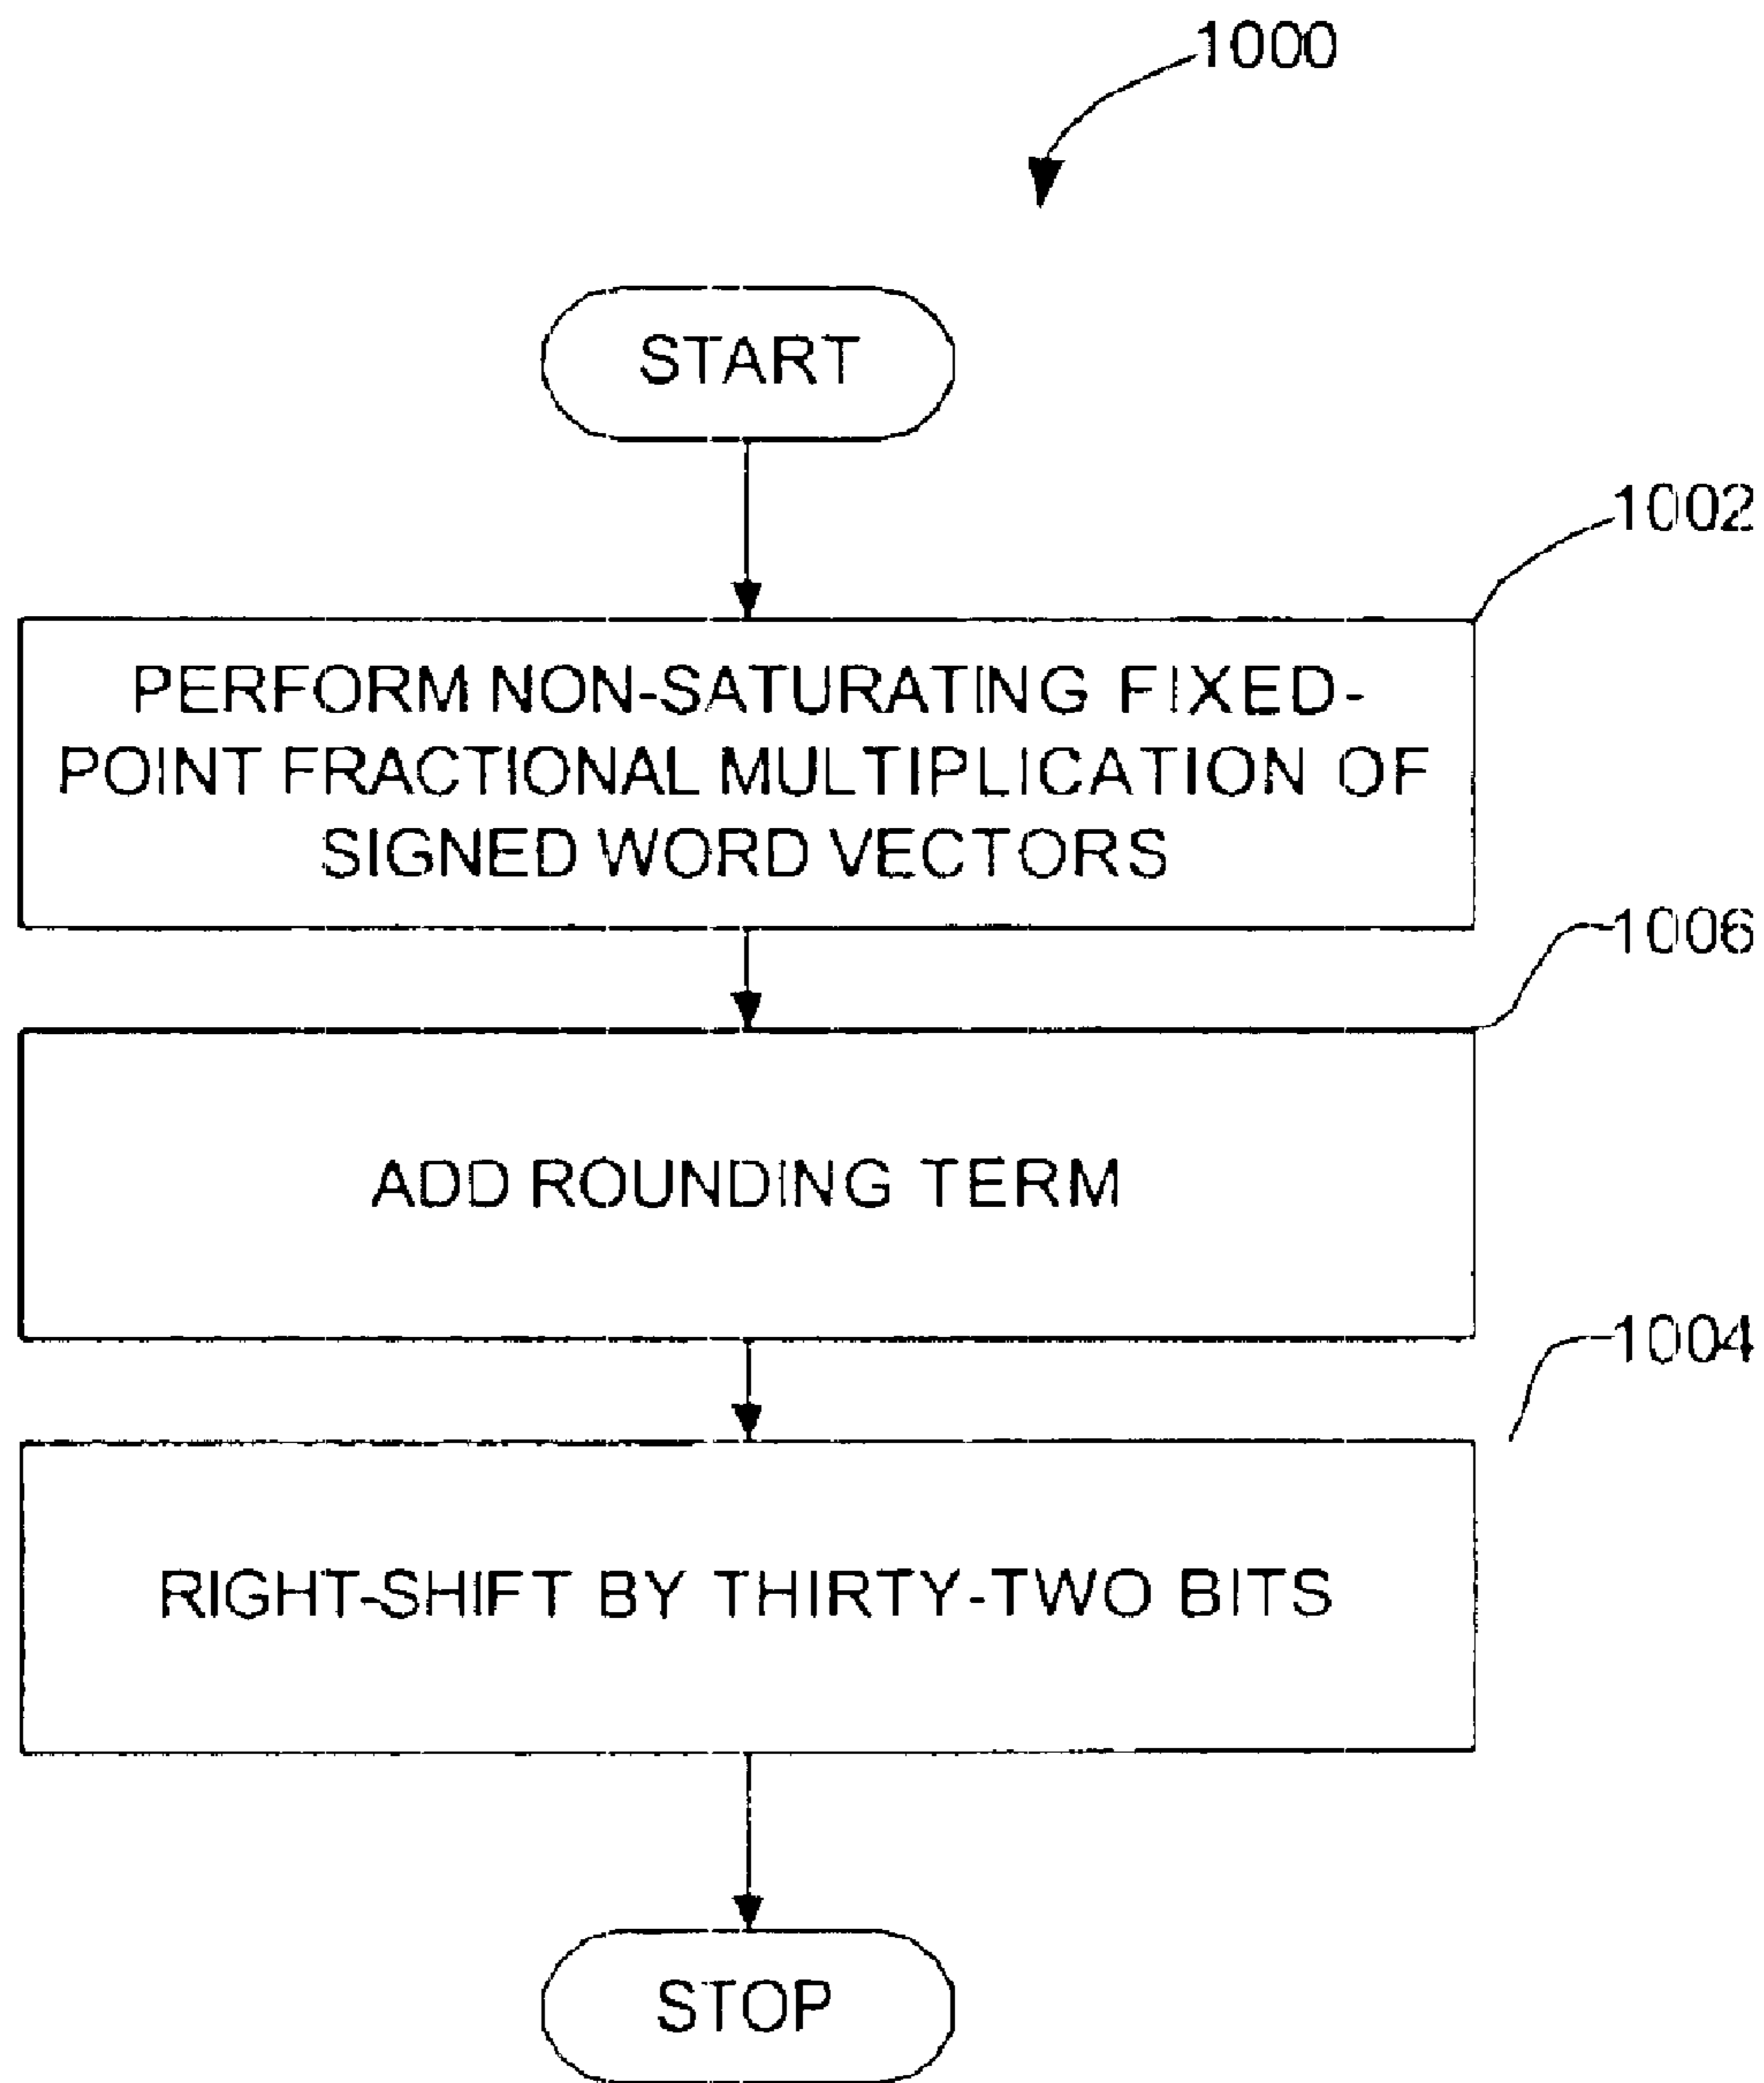 1000
START
1002
PERFORM NON-SATURATING FIXED-
POINT FRACTIONAL MULTIPLICATION OF
SIGNED WORD VECTORS
1006
ADD ROUNDING TERM
1004
RIGHT-SHIFT BY THIRTY-TWO BITS
STOP